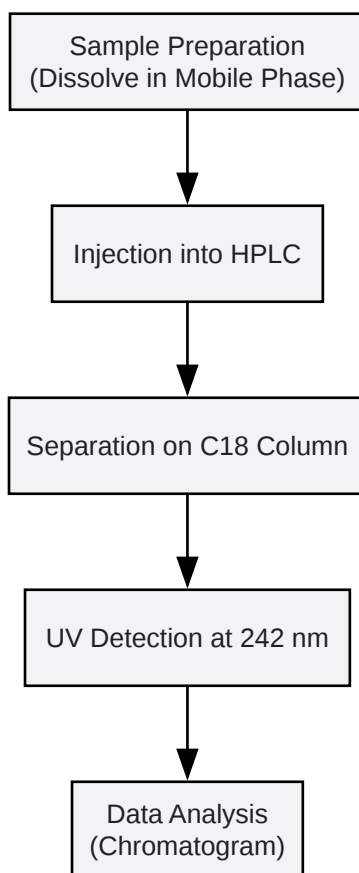 Sample Preparation
(Dissolve in Mobile Phase)
Injection into HPLC
Separation on C18 Column
UV Detection at 242 nm
Data Analysis
(Chromatogram)